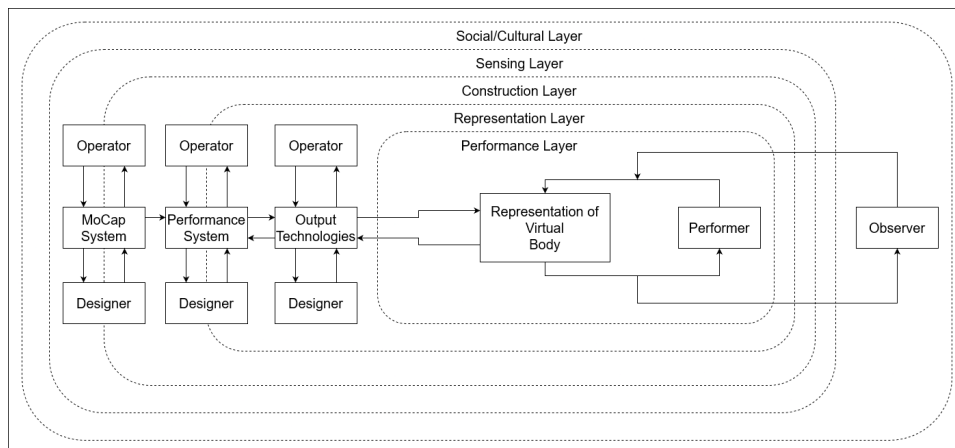 Social/Cultural Layer
Sensing Layer
Construction Layer
Representation Layer
Performance Layer
Operator
Operator
Operator
MoCap
System
Performance
System
Output
Technologies
Representation of
Virtual
Body
Performer
Observer
Designer
Designer
Designer